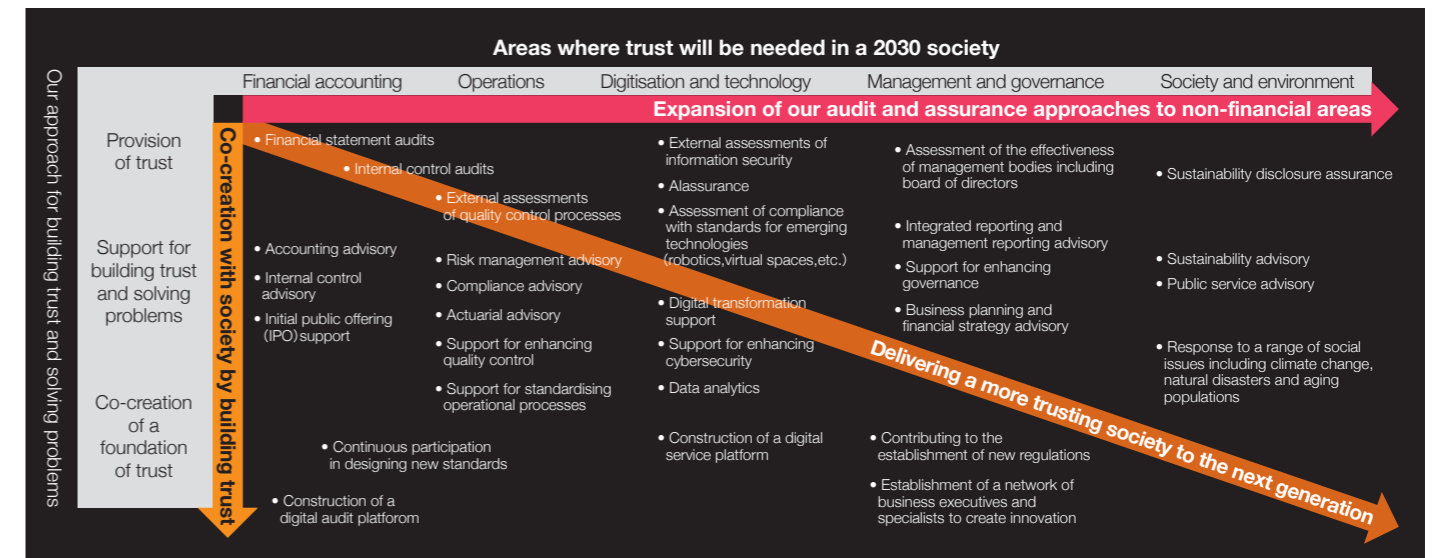 Areas where trust will be needed in a 2030 society
Our approach for building trust and solving problems
Financial accounting
Operations
Digitisation and technology
Management and governance
Society and environment
Expansion of our audit and assurance approaches to non-financial areas
Co-creation with society by building trust
Delivering a more trusting society to the next generation
Provision
of trust
• Financial statement audits
• Internal control audits
• External assessments
of quality control processes
• External assessments of
information security
• AIassurance
• Assessment of compliance
with standards for emerging
technologies
(robotics,virtual spaces,etc.)
• Assessment of the effectiveness
of management bodies including
board of directors
• Sustainability disclosure assurance
Support for
building trust
and solving
problems
• Accounting advisory
• Internal control
advisory
• Initial public offering
(IPO) support
• Risk management advisory
• Compliance advisory
• Actuarial advisory
• Support for enhancing
quality control
• Support for standardising
operational processes
• Digital transformation
support
• Support for enhancing
cybersecurity
• Data analytics
• Integrated reporting and
management reporting advisory
• Support for enhancing
governance
• Business planning and
financial strategy advisory
• Sustainability advisory
• Public service advisory
• Response to a range of social
issues including climate change,
natural disasters and aging
populations
Co-creation
of a
foundation
of trust
• Continuous participation
in designing new standards
• Construction of a
digital audit platforom
• Construction of a digital
service platform
• Contributing to the
establishment of new regulations
• Establishment of a network of
business executives and
specialists to create innovation